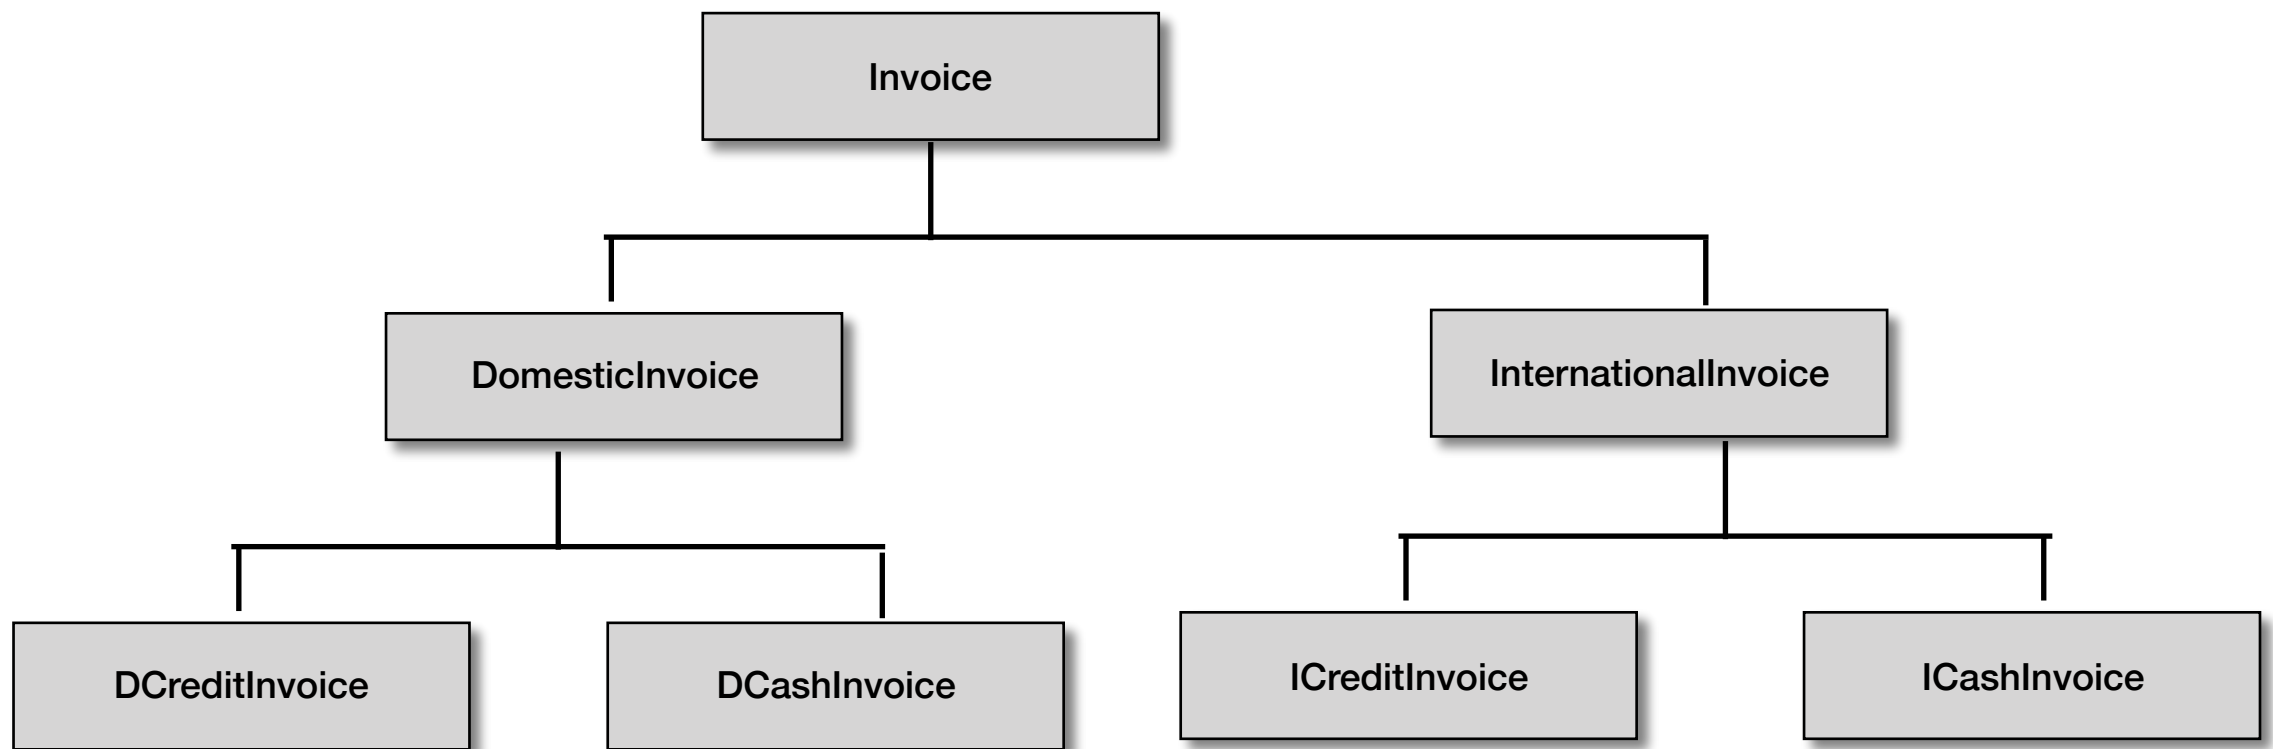 Invoice
DomesticInvoice
InternationalInvoice
DCreditInvoice
DCashInvoice
ICreditInvoice
ICashInvoice